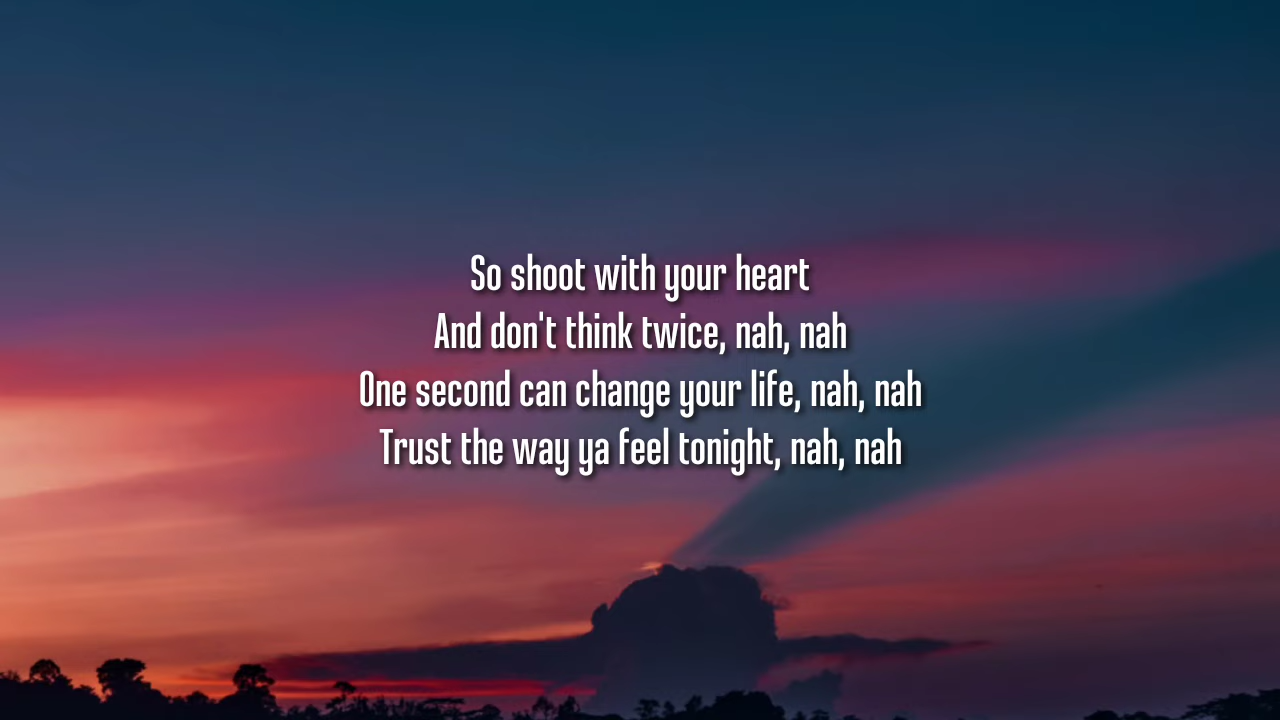 So shoot with your heart
And don't think twice, nah, nah
One second can change your life, nah, nah
Trust the way ya feel tonight, nah, nah